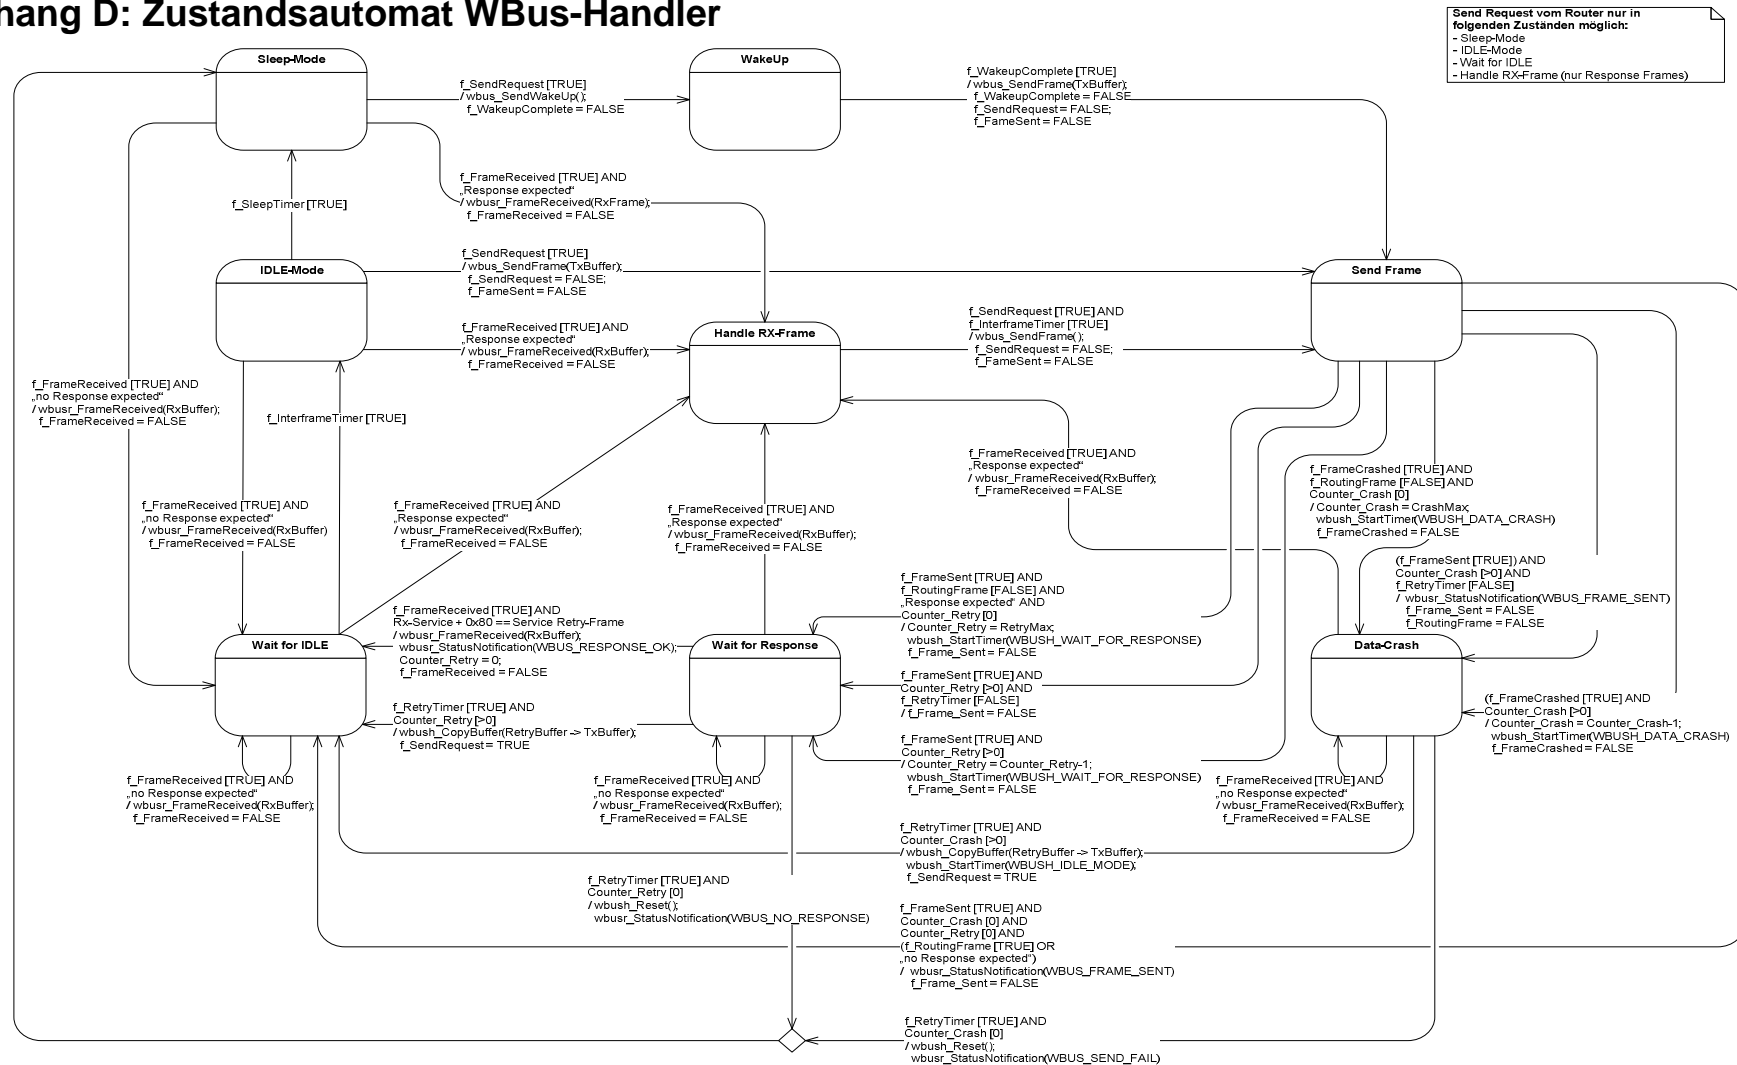 hang D: Zustandsautomat WBus-Handler
Send Request vom Router nur in
folgenden Zuständen möglich:
- Sleep-Mode
- IDLE-Mode
- Wait for IDLE
- Handle RX-Frame (nur Response Frames)
Sleep-Mode
f_SendRequest [TRUE]
/ wbus_SendWakeUp();
f_WakeupComplete = FALSE
WakeUp
f_WakeupComplete [TRUE]
/ wbus_SendFrame(TxBuffer);
f_WakeupComplete = FALSE
f_SendRequest = FALSE;
f_FameSent = FALSE
f_FrameReceived [TRUE] AND
„Response expected“
/ wbusr_FrameReceived(RxFrame);
f_FrameReceived = FALSE
f_SleepTimer [TRUE]
IDLE-Mode
f_SendRequest [TRUE]
/ wbus_SendFrame(TxBuffer);
f_SendRequest = FALSE;
f_FameSent = FALSE
Send Frame
f_FrameReceived [TRUE] AND
„Response expected“
/ wbusr_FrameReceived(RxBuffer);
f_FrameReceived = FALSE
Handle RX-Frame
f_SendRequest [TRUE] AND
f_InterframeTimer [TRUE]
/ wbus_SendFrame();
f_SendRequest = FALSE;
f_FameSent = FALSE
f_FrameReceived [TRUE] AND
„no Response expected“
/ wbusr_FrameReceived(RxBuffer);
f_FrameReceived = FALSE
f_InterframeTimer [TRUE]
f_FrameReceived [TRUE] AND
„Response expected“
/ wbusr_FrameReceived(RxBuffer);
f_FrameReceived = FALSE
f_FrameCrashed [TRUE] AND
f_RoutingFrame [FALSE] AND
Counter_Crash [0]
/ Counter_Crash = CrashMax;
wbush_StartTimer(WBUSH_DATA_CRASH)
f_FrameCrashed = FALSE
f_FrameReceived [TRUE] AND
„no Response expected“
/ wbusr_FrameReceived(RxBuffer)
f_FrameReceived = FALSE
f_FrameReceived [TRUE] AND
„Response expected“
/ wbusr_FrameReceived(RxBuffer);
f_FrameReceived = FALSE
f_FrameReceived [TRUE] AND
„Response expected“
/ wbusr_FrameReceived(RxBuffer);
f_FrameReceived = FALSE
(f_FrameSent [TRUE]) AND
Counter_Crash [>0] AND
f_RetryTimer [FALSE]
/ wbusr_StatusNotification(WBUS_FRAME_SENT)
f_Frame_Sent = FALSE
f_RoutingFrame = FALSE
f_FrameSent [TRUE] AND
f_RoutingFrame [FALSE] AND
„Response expected“ AND
Counter_Retry [0]
/ Counter_Retry = RetryMax;
wbush_StartTimer(WBUSH_WAIT_FOR_RESPONSE)
f_Frame_Sent = FALSE
f_FrameReceived [TRUE] AND
Rx-Service + 0x80 == Service Retry-Frame
/ wbusr_FrameReceived(RxBuffer);
wbusr_StatusNotification(WBUS_RESPONSE_OK);
Counter_Retry = 0;
f_FrameReceived = FALSE
Wait for IDLE
Wait for Response
Data-Crash
f_FrameSent [TRUE] AND
Counter_Retry [>0] AND
f_RetryTimer [FALSE]
/ f_Frame_Sent = FALSE
f_RetryTimer [TRUE] AND
Counter_Retry [>0]
/ wbush_CopyBuffer(RetryBuffer -> TxBuffer);
f_SendRequest = TRUE
(f_FrameCrashed [TRUE] AND
Counter_Crash [>0]
/ Counter_Crash = Counter_Crash-1;
wbush_StartTimer(WBUSH_DATA_CRASH)
f_FrameCrashed = FALSE
f_FrameSent [TRUE] AND
Counter_Retry [>0]
/ Counter_Retry = Counter_Retry-1;
wbush_StartTimer(WBUSH_WAIT_FOR_RESPONSE)
f_Frame_Sent = FALSE
f_FrameReceived [TRUE] AND
„no Response expected“
/ wbusr_FrameReceived(RxBuffer);
f_FrameReceived = FALSE
f_FrameReceived [TRUE] AND
„no Response expected“
/ wbusr_FrameReceived(RxBuffer);
f_FrameReceived = FALSE
f_FrameReceived [TRUE] AND
„no Response expected“
/ wbusr_FrameReceived(RxBuffer);
f_FrameReceived = FALSE
f_RetryTimer [TRUE] AND
Counter_Crash [>0]
/ wbush_CopyBuffer(RetryBuffer -> TxBuffer);
wbush_StartTimer(WBUSH_IDLE_MODE);
f_SendRequest = TRUE
f_RetryTimer [TRUE] AND
Counter_Retry [0]
/ wbush_Reset();
wbusr_StatusNotification(WBUS_NO_RESPONSE)
f_FrameSent [TRUE] AND
Counter_Crash [0] AND
Counter_Retry [0] AND
(f_RoutingFrame [TRUE] OR
„no Response expected“)
/ wbusr_StatusNotification(WBUS_FRAME_SENT)
f_Frame_Sent = FALSE
f_RetryTimer [TRUE] AND
Counter_Crash [0]
/ wbush_Reset();
wbusr_StatusNotification(WBUS_SEND_FAIL)